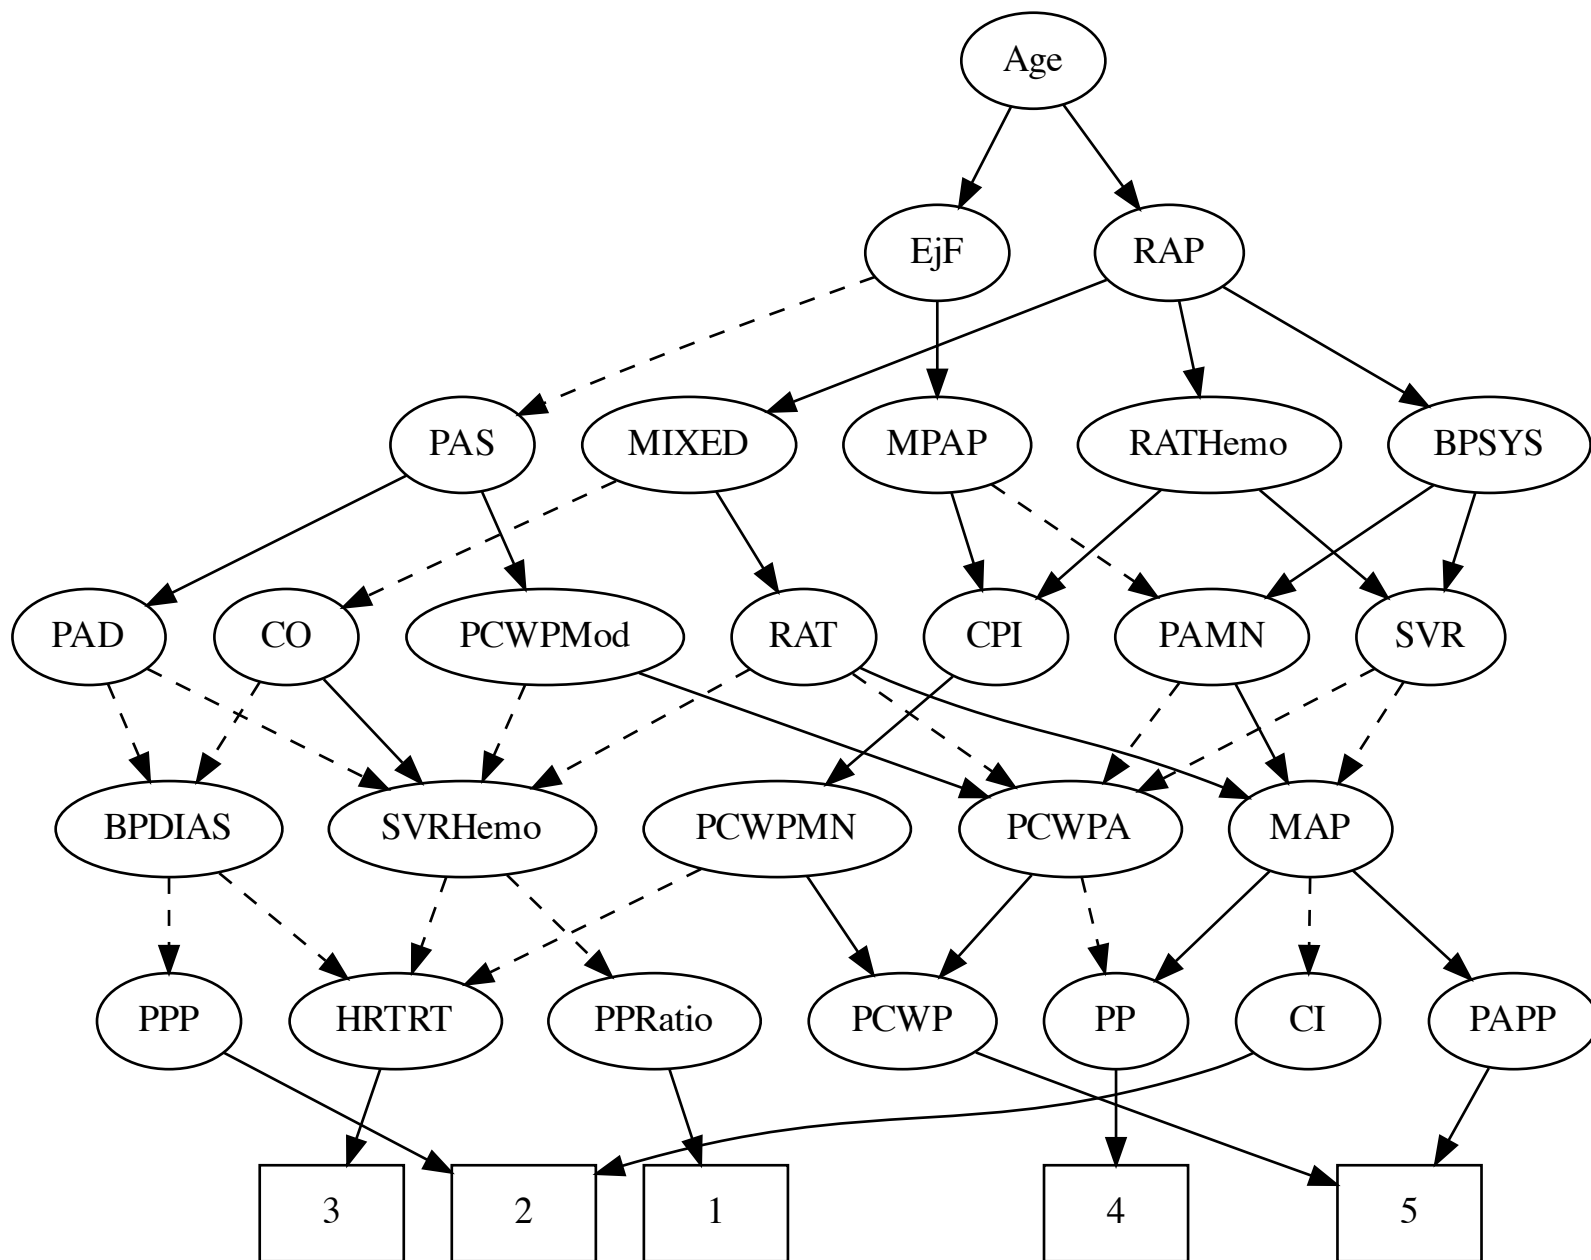 Age
EjF
RAP
PAS
MIXED
MPAP
RATHemo
BPSYS
PAD
CO
PCWPMod
RAT
CPI
PAMN
SVR
BPDIAS
SVRHemo
PCWPMN
PCWPA
MAP
PPP
HRTRT
PPRatio
PCWP
PP
CI
PAPP
3
2
1
4
5